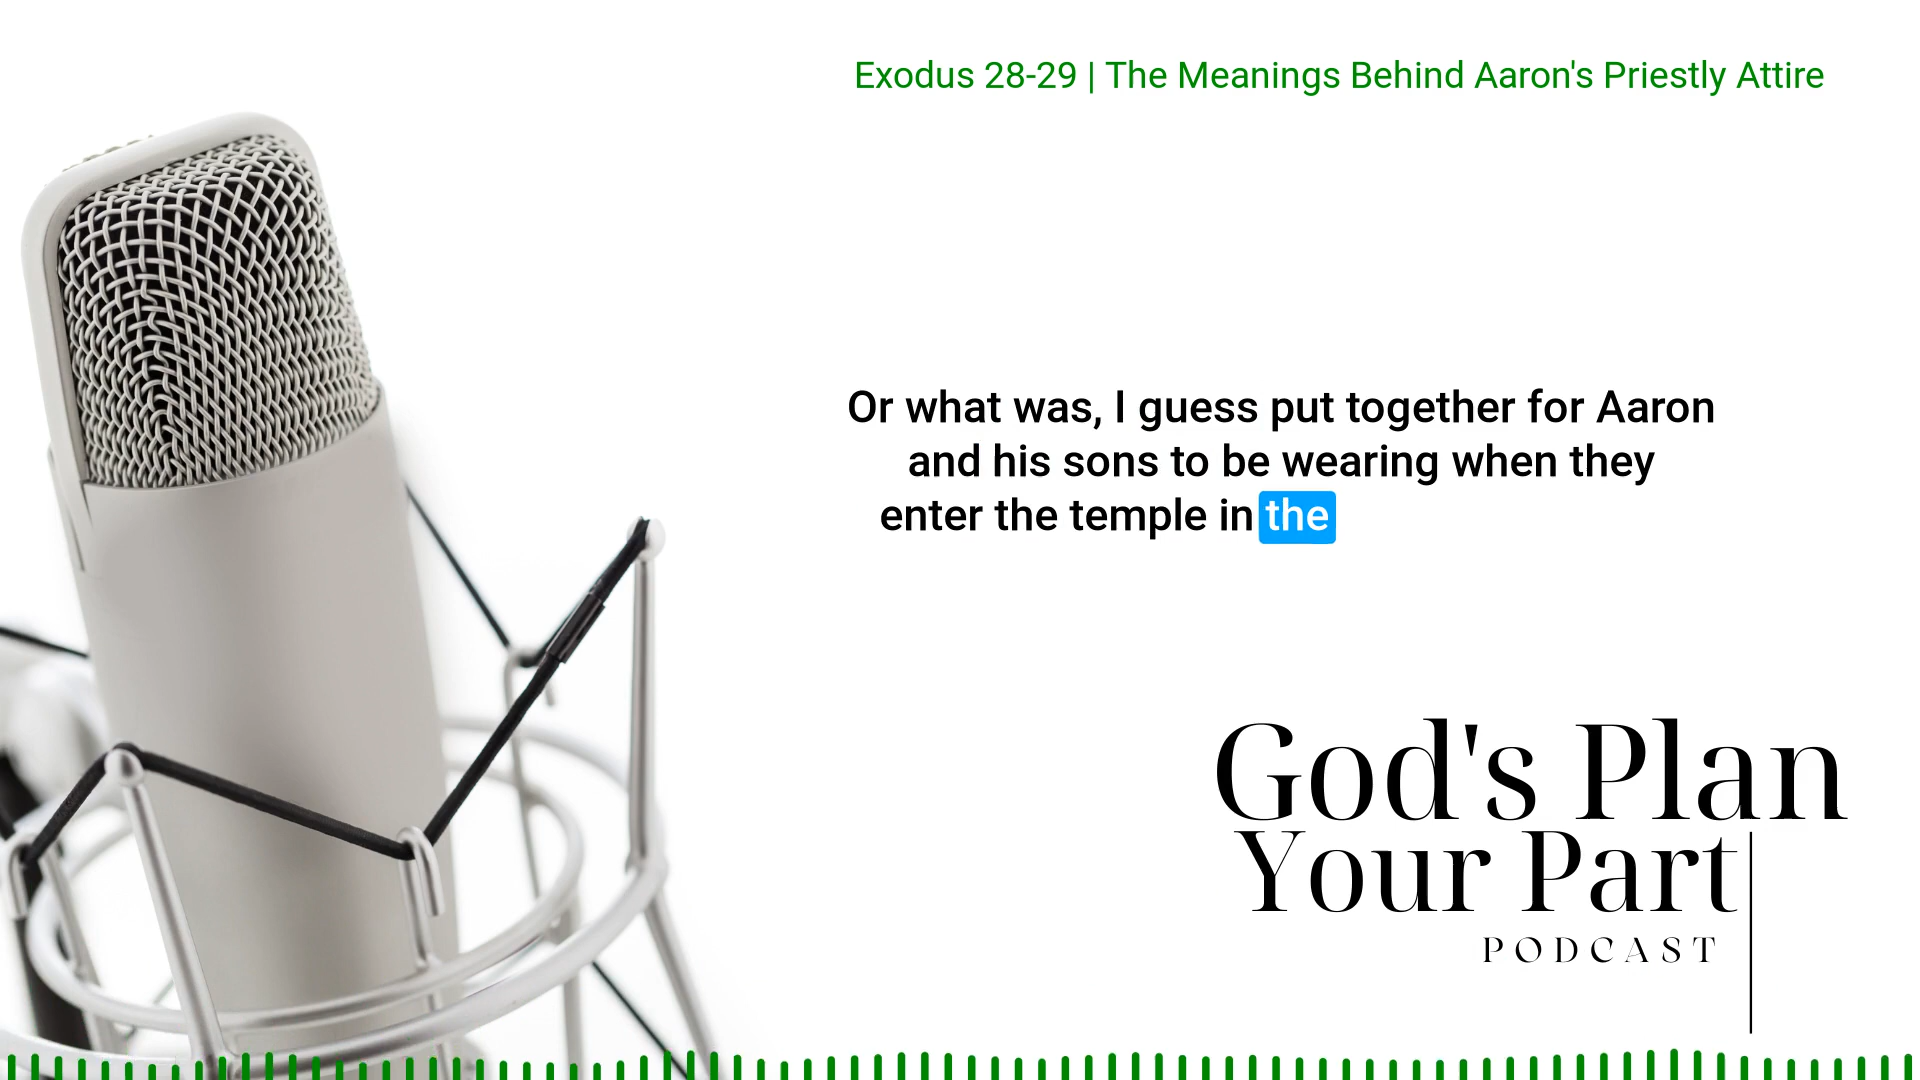 Exodus 28-29 | The Meanings Behind Aaron's Priestly Attire
Or what was, I guess put together for Aaron
and his sons to be wearing when they
enter the temple in the
God's Plan
Your Part
PODCAST